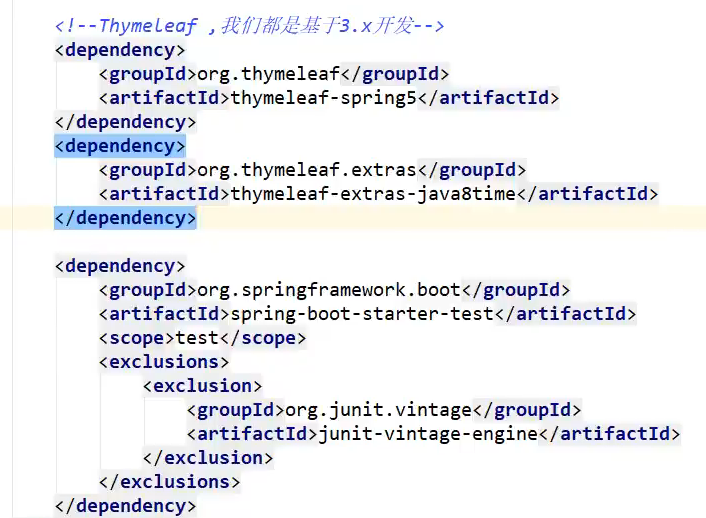 <!--Thymeleaf ,我们都是基于3.x开发-->
<dependency>
    <groupId>org.thymeleaf</groupId>
    <artifactId>thymeleaf-spring5</artifactId>
</dependency>
<dependency>
    <groupId>org.thymeleaf.extras</groupId>
    <artifactId>thymeleaf-extras-java8time</artifactId>
</dependency>
<dependency>
    <groupId>org.springframework.boot</groupId>
    <artifactId>spring-boot-starter-test</artifactId>
    <scope>test</scope>
    <exclusions>
        <exclusion>
            <groupId>org.junit.vintage</groupId>
            <artifactId>junit-vintage-engine</artifactId>
        </exclusion>
    </exclusions>
</dependency>